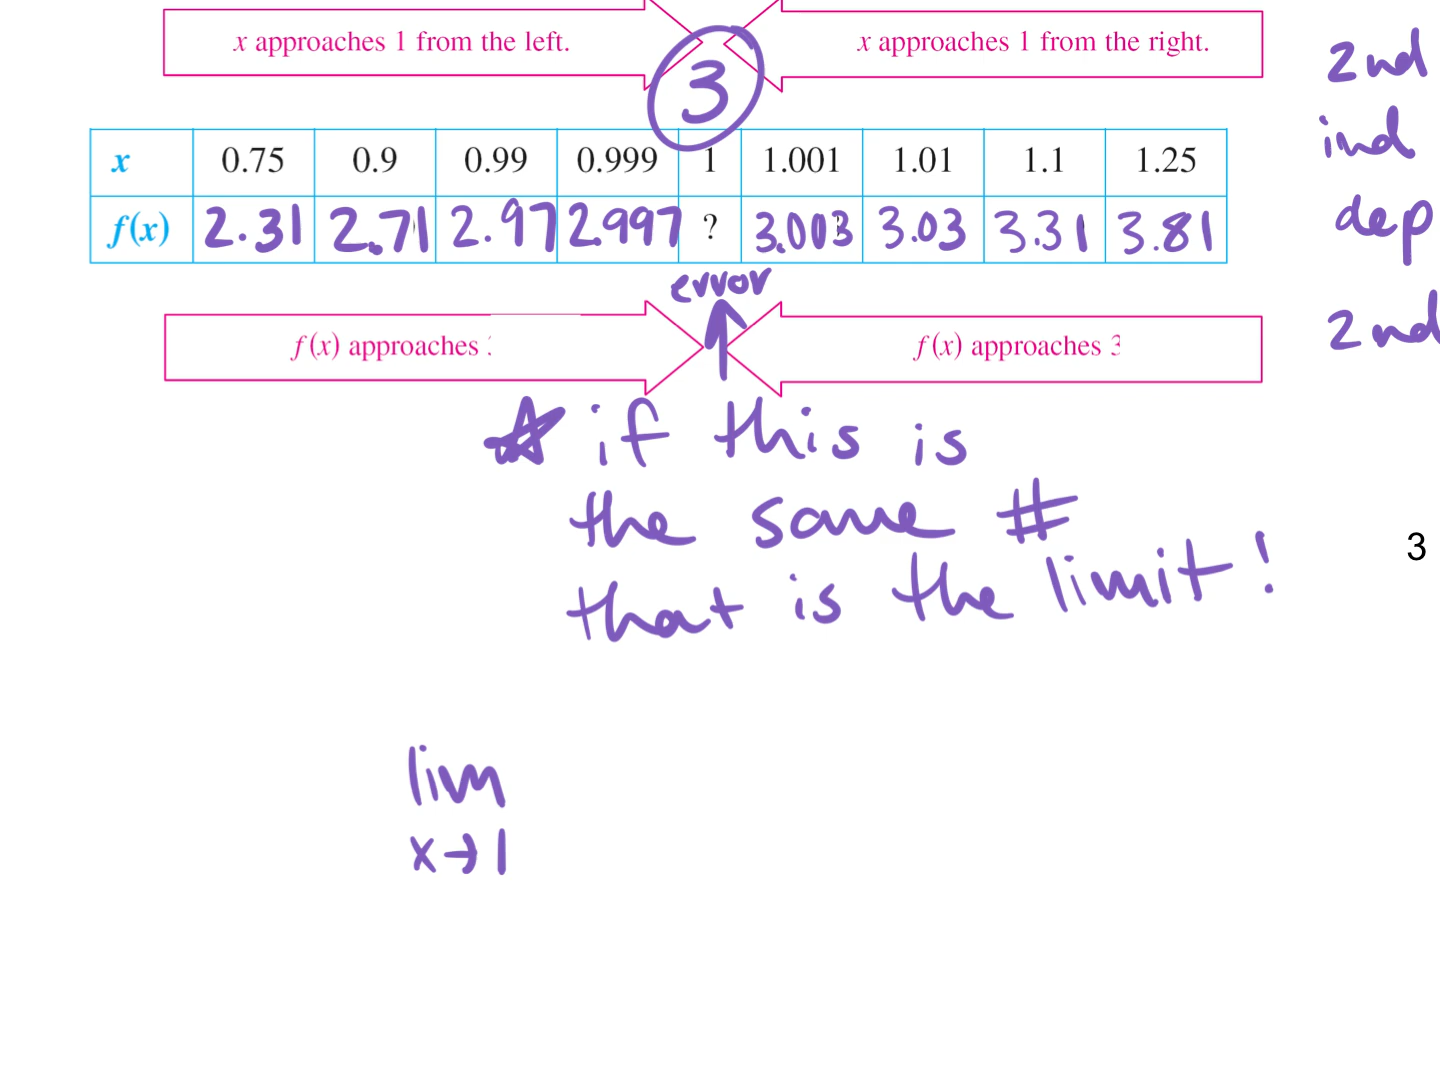 x approaches 1 from the left.
x approaches 1 from the right.
3
x 0.75 0.9 0.99 0.999 1 1.001 1.01 1.1 1.25
f(x) 2.31 2.71 2.97 2.997 ? 3.003 3.03 3.31 3.81
error
f(x) approaches
f(x) approaches 3
☆ if this is
the same #
that is the limit!
lim
x→1
2nd
ind
dep
2nd
3